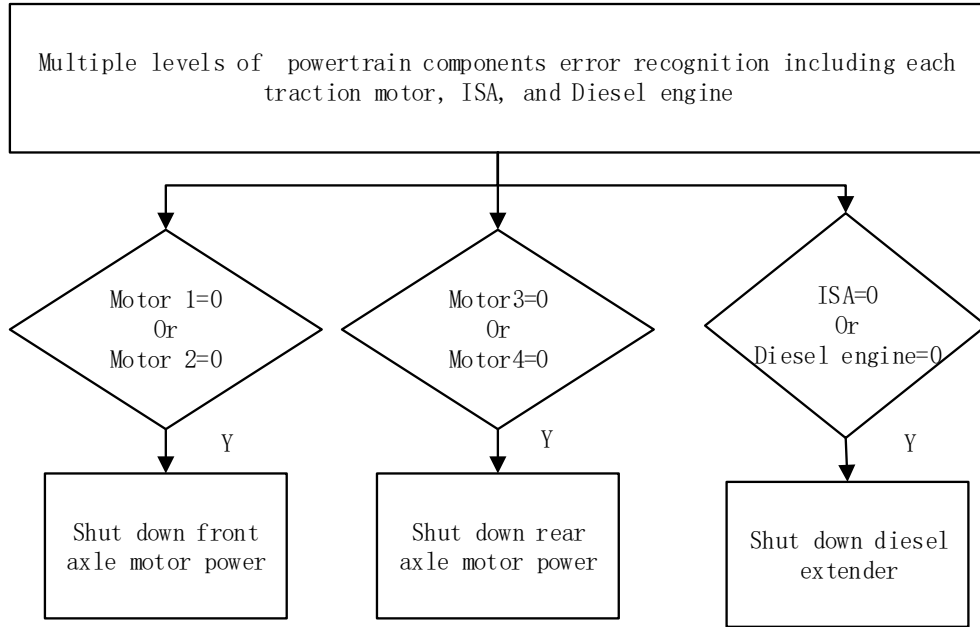 Multiple levels of powertrain components error recognition including each
traction motor, ISA, and Diesel engine
Motor 1=0
Or
Motor 2=0
Motor3=0
Or
Motor4=0
ISA=0
Or
Diesel engine=0
Y
Y
Y
Shut down front
axle motor power
Shut down rear
axle motor power
Shut down diesel
extender